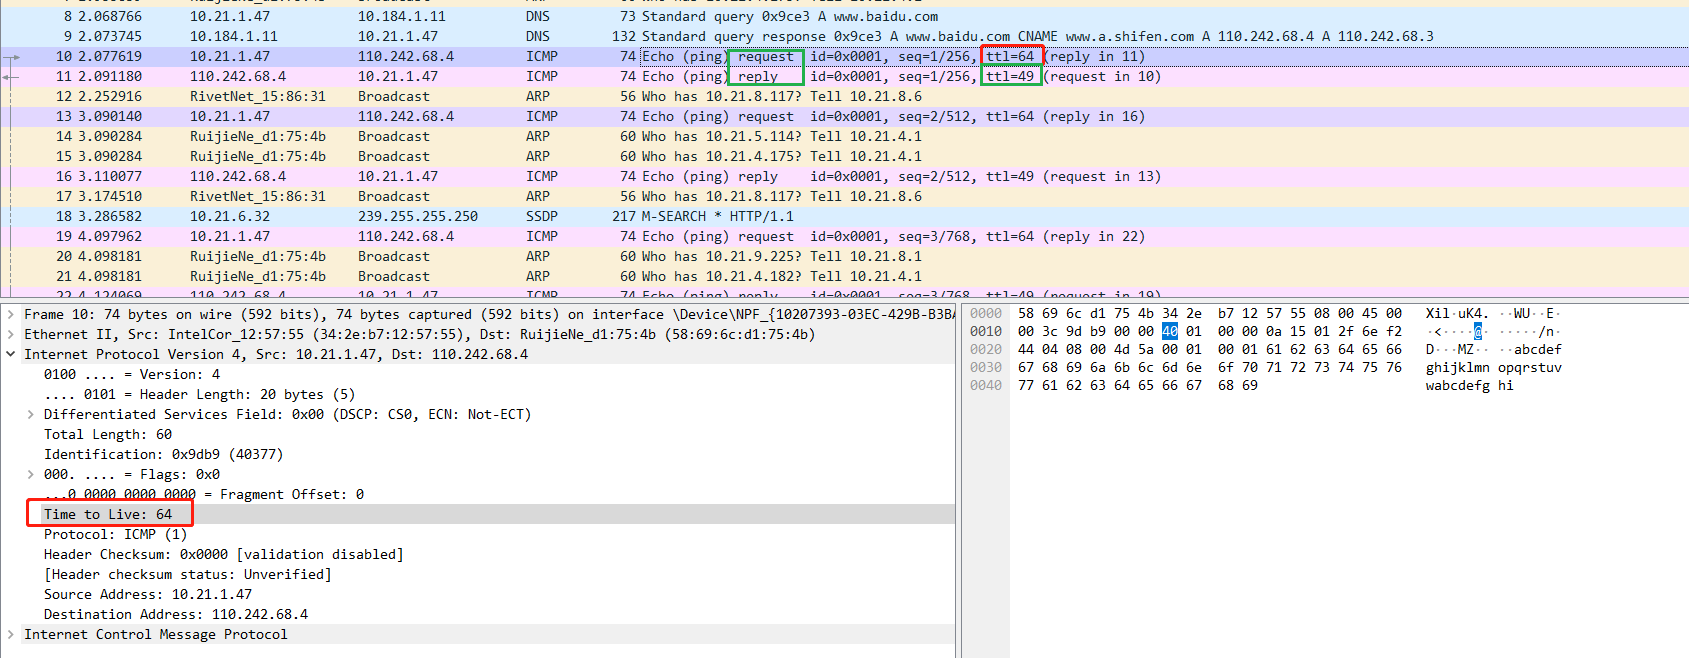 8 2.068766 10.21.1.47 10.184.1.11 DNS 73 Standard query 0x9ce3 A www.baidu.com
9 2.073745 10.184.1.11 10.21.1.47 DNS 132 Standard query response 0x9ce3 A www.baidu.com CNAME www.a.shifen.com A 110.242.68.4 A 110.242.68.3
10 2.077619 10.21.1.47 110.242.68.4 ICMP 74 Echo (ping) request id=0x0001, seq=1/256, ttl=64 (reply in 11)
11 2.091180 110.242.68.4 10.21.1.47 ICMP 74 Echo (ping) reply id=0x0001, seq=1/256, ttl=49 (request in 10)
12 2.252916 RivetNet_15:86:31 Broadcast ARP 56 Who has 10.21.8.117? Tell 10.21.8.6
13 3.090140 10.21.1.47 110.242.68.4 ICMP 74 Echo (ping) request id=0x0001, seq=2/512, ttl=64 (reply in 16)
14 3.090284 RuijieNe_d1:75:4b Broadcast ARP 60 Who has 10.21.5.114? Tell 10.21.4.1
15 3.090284 RuijieNe_d1:75:4b Broadcast ARP 60 Who has 10.21.4.175? Tell 10.21.4.1
16 3.110077 110.242.68.4 10.21.1.47 ICMP 74 Echo (ping) reply id=0x0001, seq=2/512, ttl=49 (request in 13)
17 3.174510 RivetNet_15:86:31 Broadcast ARP 56 Who has 10.21.8.117? Tell 10.21.8.6
18 3.286582 10.21.6.32 239.255.255.250 SSDP 217 M-SEARCH * HTTP/1.1
19 4.097962 10.21.1.47 110.242.68.4 ICMP 74 Echo (ping) request id=0x0001, seq=3/768, ttl=64 (reply in 22)
20 4.098181 RuijieNe_d1:75:4b Broadcast ARP 60 Who has 10.21.9.225? Tell 10.21.8.1
21 4.098181 RuijieNe_d1:75:4b Broadcast ARP 60 Who has 10.21.4.182? Tell 10.21.4.1
22 4.124069 110.242.68.4 10.21.1.47 ICMP 74 Echo (ping) reply id=0x0001, seq=3/768, ttl=49 (request in 19)
Frame 10: 74 bytes on wire (592 bits), 74 bytes captured (592 bits) on interface \Device\NPF_{10207393-03EC-429B-B3BA
Ethernet II, Src: IntelCor_12:57:55 (34:2e:b7:12:57:55), Dst: RuijieNe_d1:75:4b (58:69:6c:d1:75:4b)
Internet Protocol Version 4, Src: 10.21.1.47, Dst: 110.242.68.4
0100 .... = Version: 4
.... 0101 = Header Length: 20 bytes (5)
Differentiated Services Field: 0x00 (DSCP: CS0, ECN: Not-ECT)
Total Length: 60
Identification: 0x9db9 (40377)
000. .... = Flags: 0x0
...0 0000 0000 0000 = Fragment Offset: 0
Time to Live: 64
Protocol: ICMP (1)
Header Checksum: 0x0000 [validation disabled]
[Header checksum status: Unverified]
Source Address: 10.21.1.47
Destination Address: 110.242.68.4
Internet Control Message Protocol
0000 58 69 6c d1 75 4b 34 2e b7 12 57 55 08 00 45 00 Xil·uK4. ··WU··E·
0010 00 3c 9d b9 00 00 40 01 00 00 0a 15 01 2f 6e f2 ·<····@· ·····/n·
0020 44 04 08 00 4d 5a 00 01 00 01 61 62 63 64 65 66 D···MZ·· ··abcdef
0030 67 68 69 6a 6b 6c 6d 6e 6f 70 71 72 73 74 75 76 ghijklmn opqrstuv
0040 77 61 62 63 64 65 66 67 68 69 wabcdefg hi